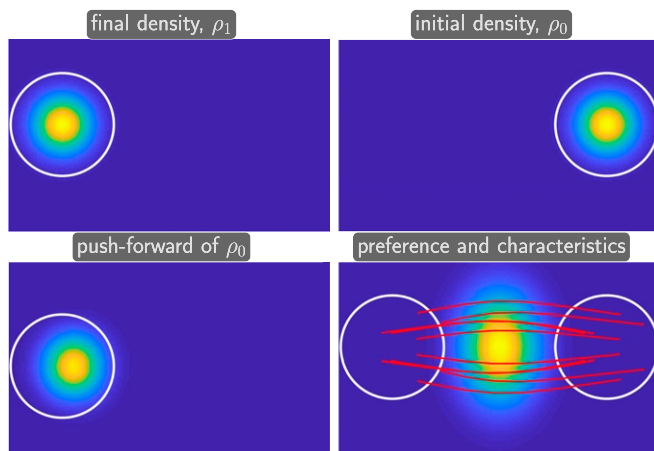 final density, ρ₁
initial density, ρ₀
push-forward of ρ₀
preference and characteristics